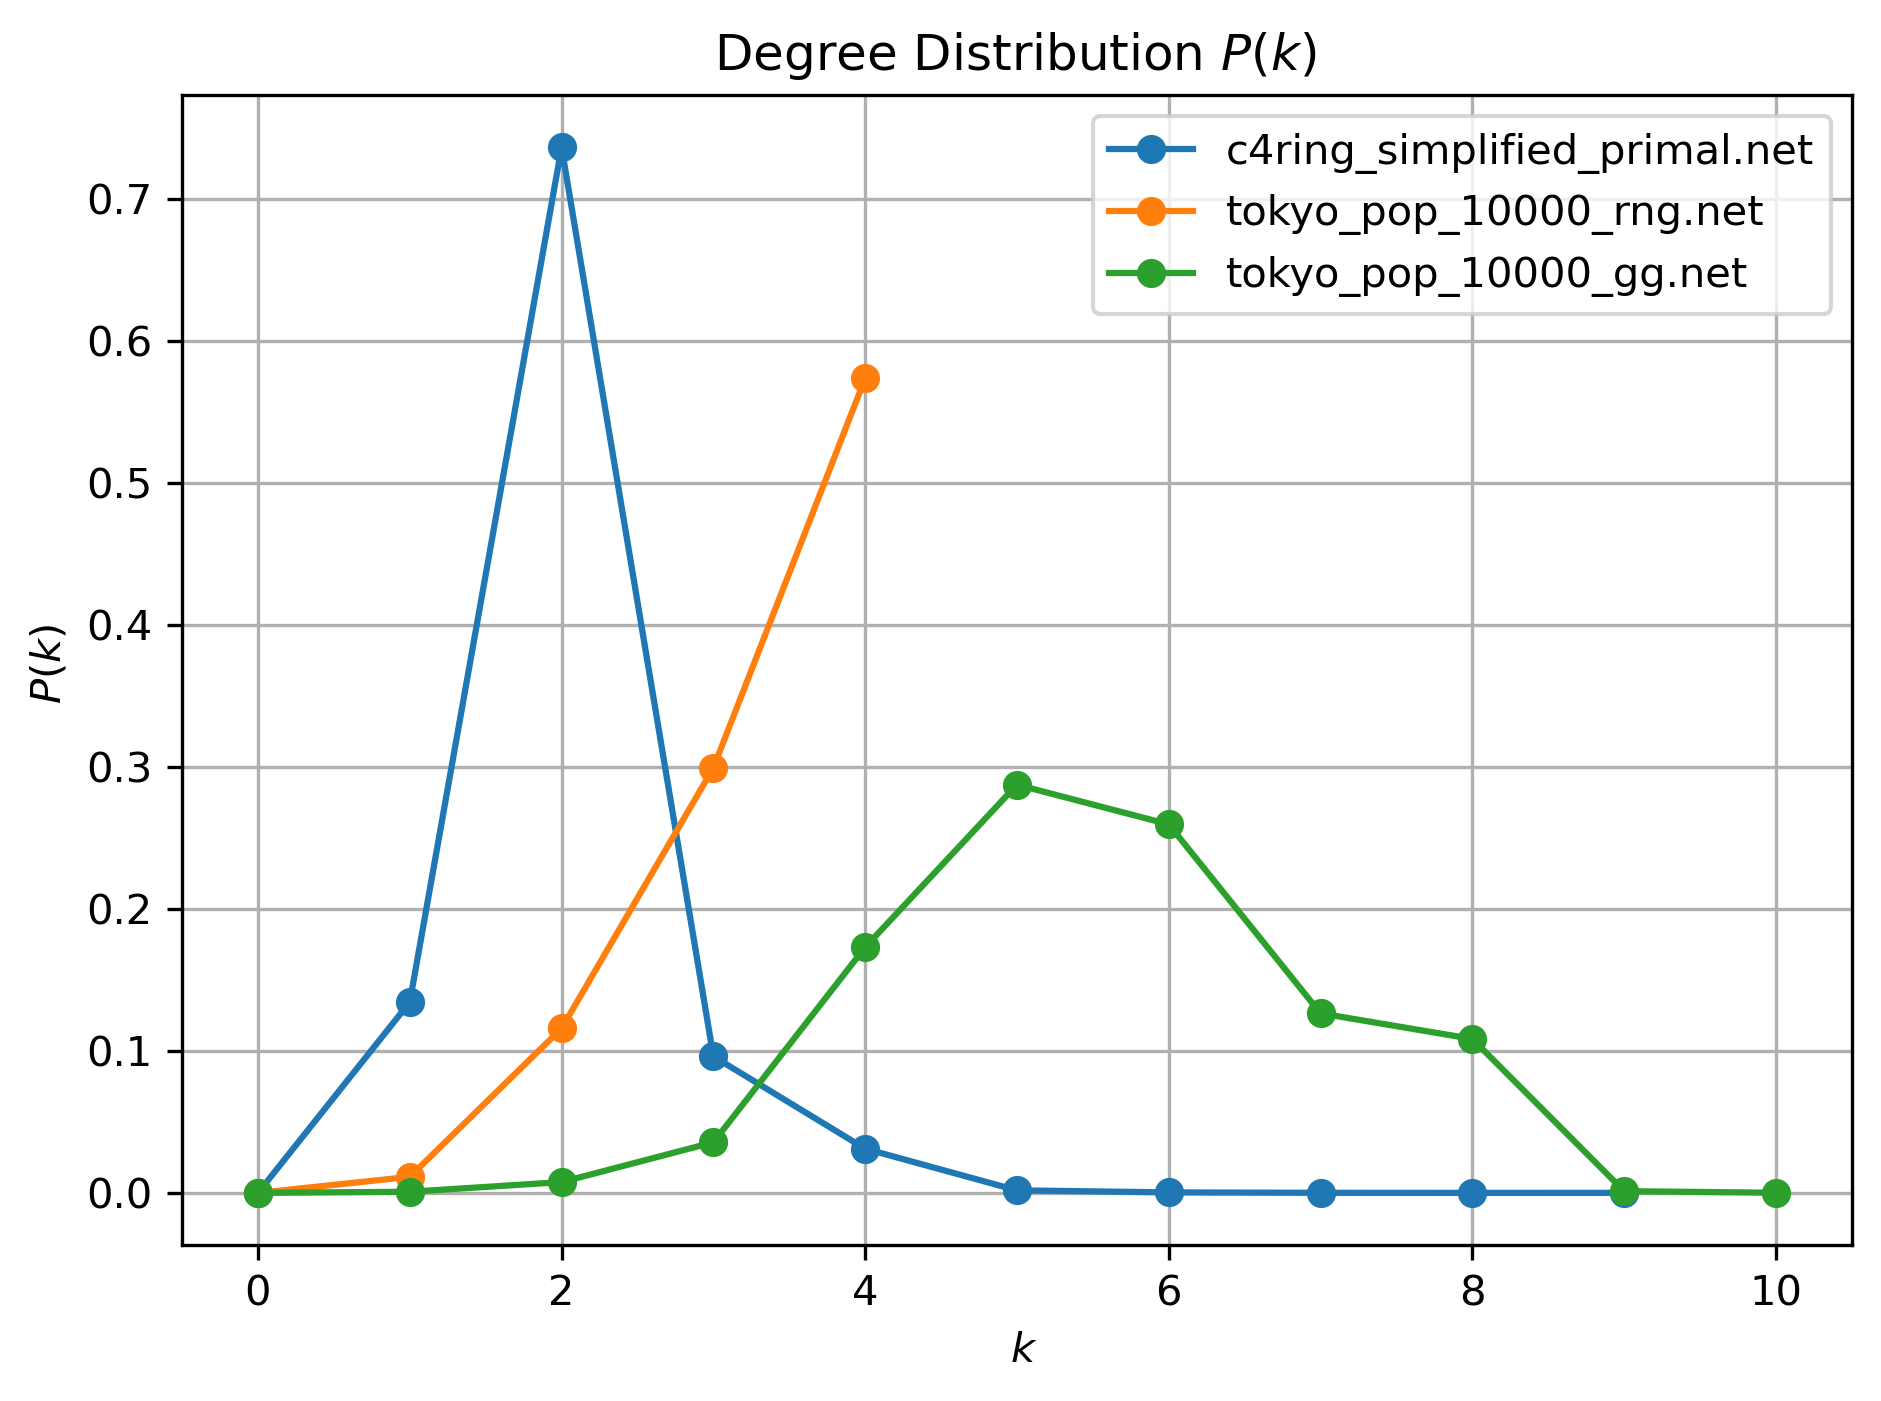 Degree Distribution P(k)
c4ring_simplified_primal.net
tokyo_pop_10000_rng.net
tokyo_pop_10000_gg.net
P(k)
0.7
0.6
0.5
0.4
0.3
0.2
0.1
0.0
0 2 4 6 8 10
k